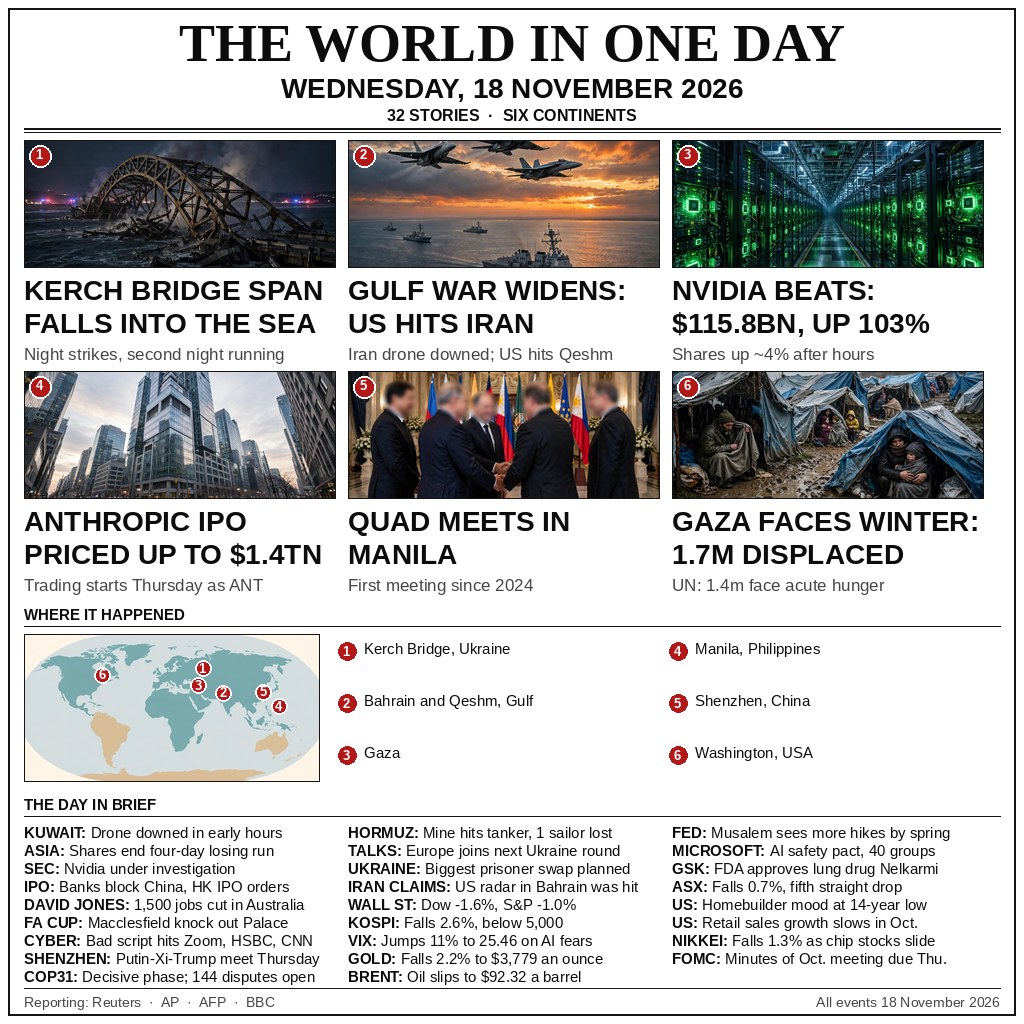 THE WORLD IN ONE DAY
WEDNESDAY, 18 NOVEMBER 2026
32 STORIES · SIX CONTINENTS
1
2
3
KERCH BRIDGE SPAN
FALLS INTO THE SEA
Night strikes, second night running
GULF WAR WIDENS:
US HITS IRAN
Iran drone downed; US hits Qeshm
NVIDIA BEATS:
$115.8BN, UP 103%
Shares up ~4% after hours
4
5
6
ANTHROPIC IPO
PRICED UP TO $1.4TN
Trading starts Thursday as ANT
QUAD MEETS IN
MANILA
First meeting since 2024
GAZA FACES WINTER:
1.7M DISPLACED
UN: 1.4m face acute hunger
WHERE IT HAPPENED
1
6
3
2
5
4
1 Kerch Bridge, Ukraine
2 Bahrain and Qeshm, Gulf
3 Gaza
4 Manila, Philippines
5 Shenzhen, China
6 Washington, USA
THE DAY IN BRIEF
KUWAIT: Drone downed in early hours
ASIA: Shares end four-day losing run
SEC: Nvidia under investigation
IPO: Banks block China, HK IPO orders
DAVID JONES: 1,500 jobs cut in Australia
FA CUP: Macclesfield knock out Palace
CYBER: Bad script hits Zoom, HSBC, CNN
SHENZHEN: Putin-Xi-Trump meet Thursday
COP31: Decisive phase; 144 disputes open
HORMUZ: Mine hits tanker, 1 sailor lost
TALKS: Europe joins next Ukraine round
UKRAINE: Biggest prisoner swap planned
IRAN CLAIMS: US radar in Bahrain was hit
WALL ST: Dow -1.6%, S&P -1.0%
KOSPI: Falls 2.6%, below 5,000
VIX: Jumps 11% to 25.46 on AI fears
GOLD: Falls 2.2% to $3,779 an ounce
BRENT: Oil slips to $92.32 a barrel
FED: Musalem sees more hikes by spring
MICROSOFT: AI safety pact, 40 groups
GSK: FDA approves lung drug Nelkarmi
ASX: Falls 0.7%, fifth straight drop
US: Homebuilder mood at 14-year low
US: Retail sales growth slows in Oct.
NIKKEI: Falls 1.3% as chip stocks slide
FOMC: Minutes of Oct. meeting due Thu.
Reporting: Reuters · AP · AFP · BBC
All events 18 November 2026